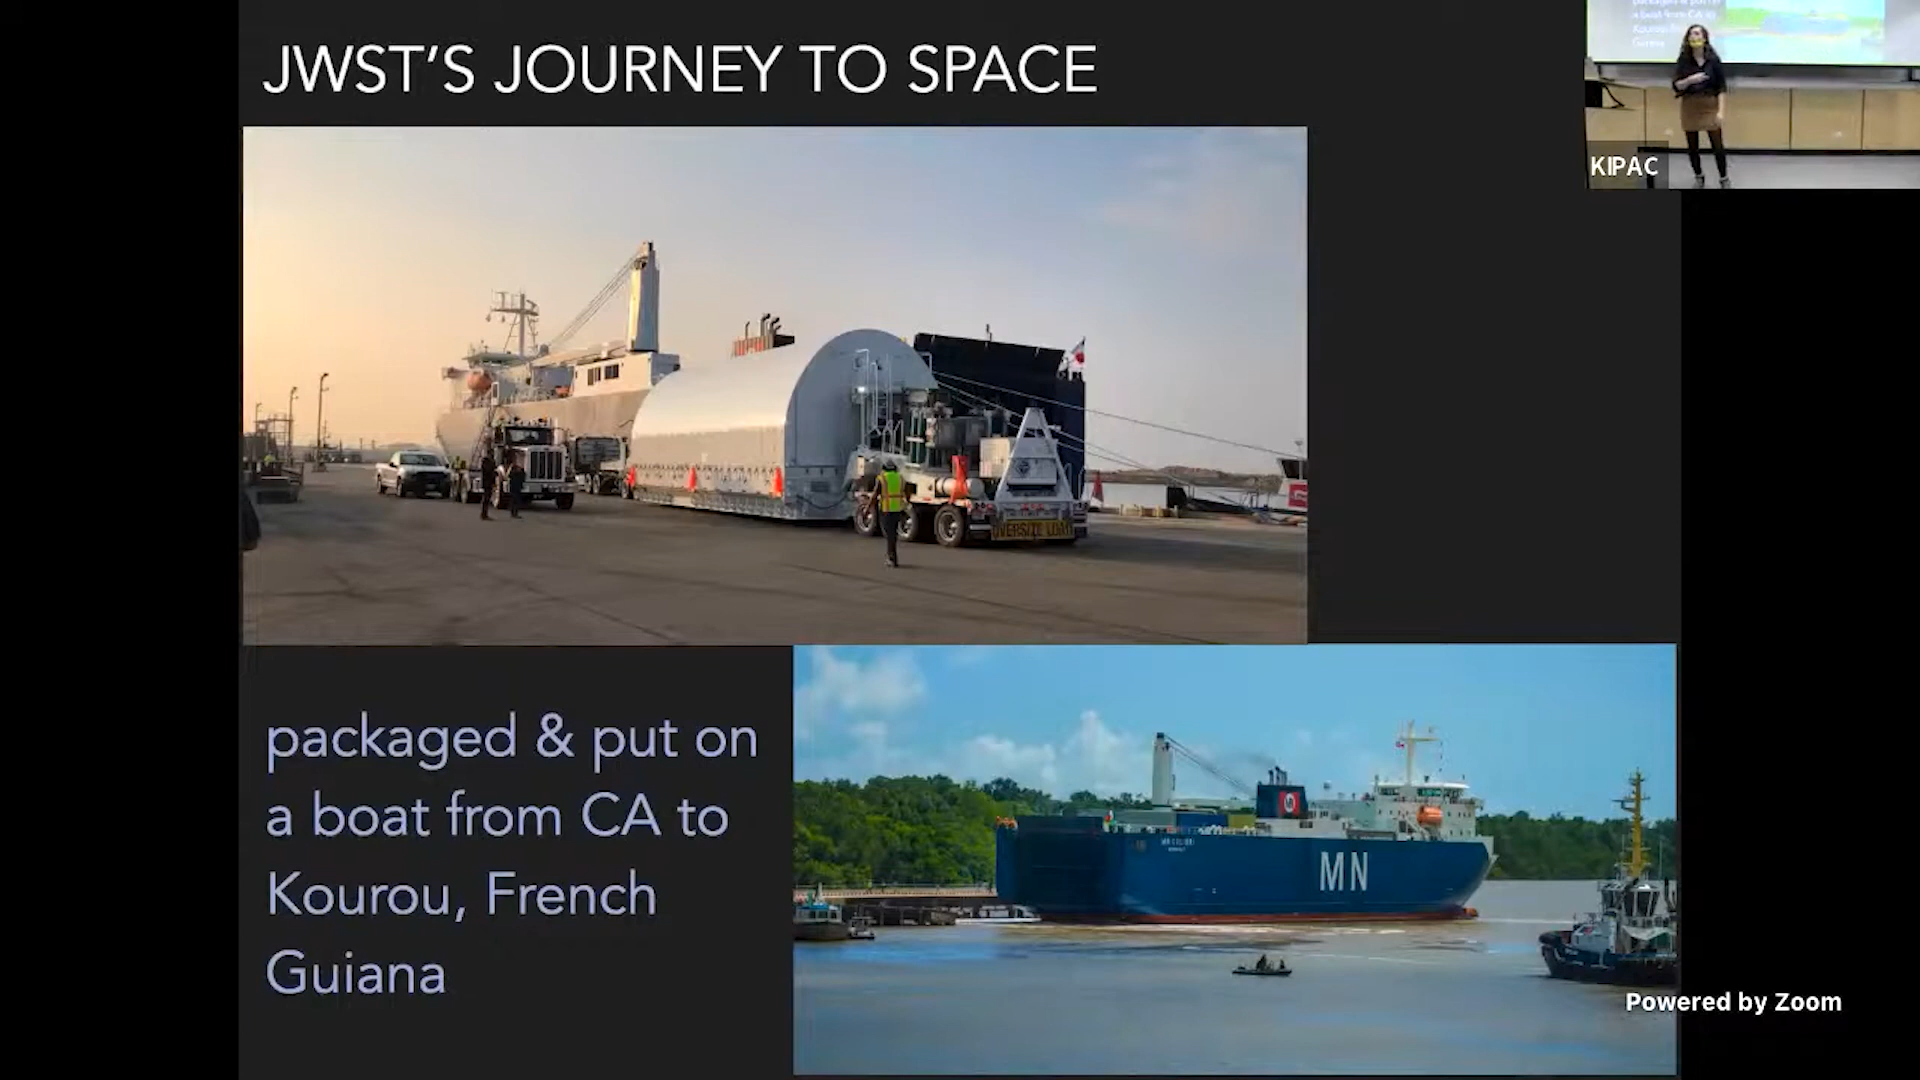 JWST'S JOURNEY TO SPACE
KIPAC
OVERSIZE LOAD
packaged & put on
a boat from CA to
Kourou, French
Guiana
MN
Powered by Zoom